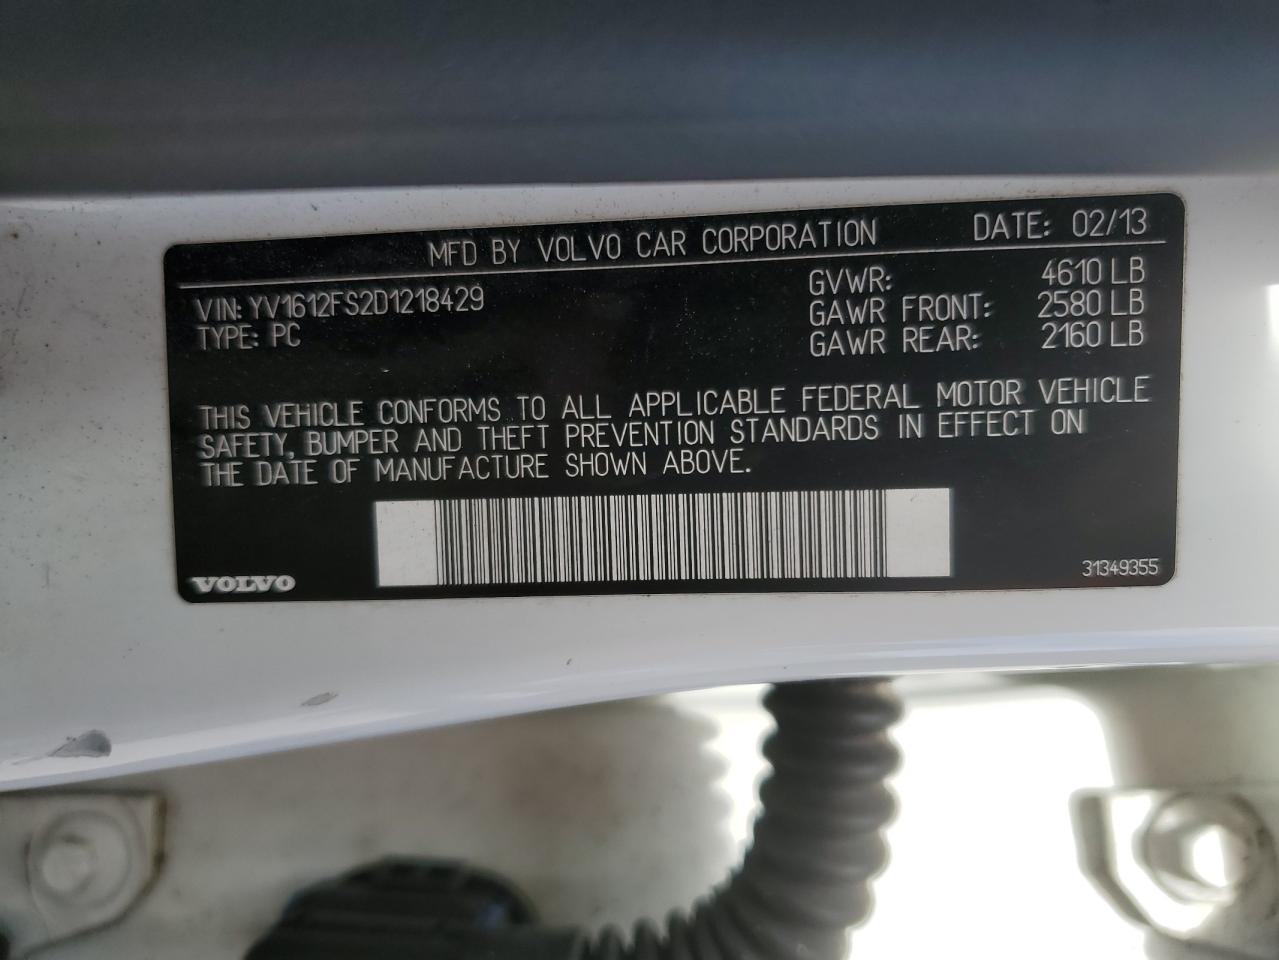 MFD BY VOLVO CAR CORPORATION DATE: 02/13
VIN: YV1612FS2D1218429 GVWR: 4610 LB
TYPE: PC GAWR FRONT: 2580 LB
GAWR REAR: 2160 LB
THIS VEHICLE CONFORMS TO ALL APPLICABLE FEDERAL MOTOR VEHICLE
SAFETY, BUMPER AND THEFT PREVENTION STANDARDS IN EFFECT ON
THE DATE OF MANUFACTURE SHOWN ABOVE.
VOLVO 31349355